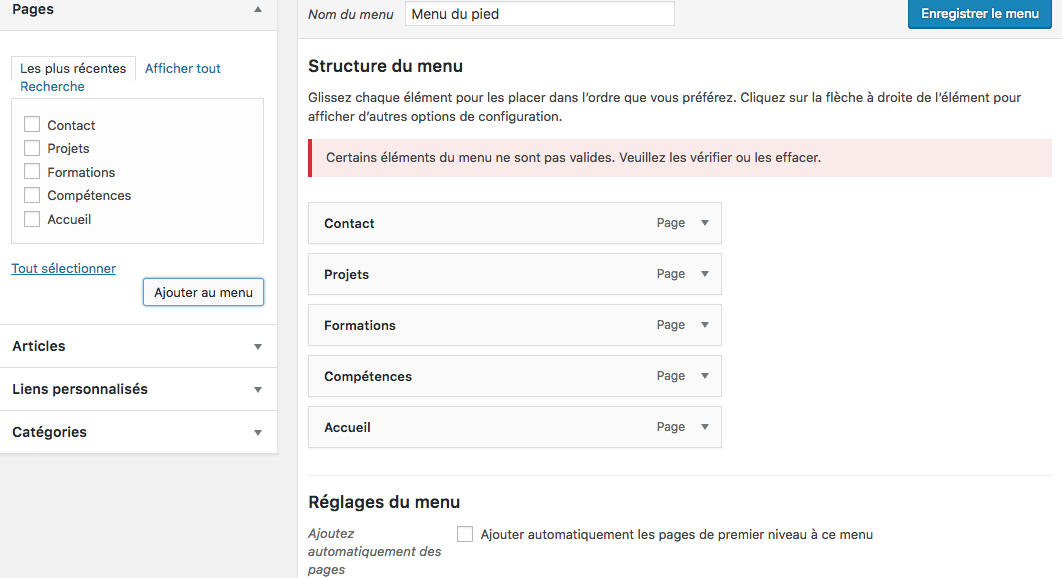 Pages
Les plus récentes
Afficher tout
Recherche
Contact
Projets
Formations
Compétences
Accueil
Tout sélectionner
Ajouter au menu
Articles
Liens personnalisés
Catégories
Nom du menu
Menu du pied
Enregistrer le menu
Structure du menu
Glissez chaque élément pour les placer dans l’ordre que vous préférez. Cliquez sur la flèche à droite de l’élément pour
afficher d’autres options de configuration.
Certains éléments du menu ne sont pas valides. Veuillez les vérifier ou les effacer.
Contact Page
Projets Page
Formations Page
Compétences Page
Accueil Page
Réglages du menu
Ajoutez
automatiquement des
pages
Ajouter automatiquement les pages de premier niveau à ce menu